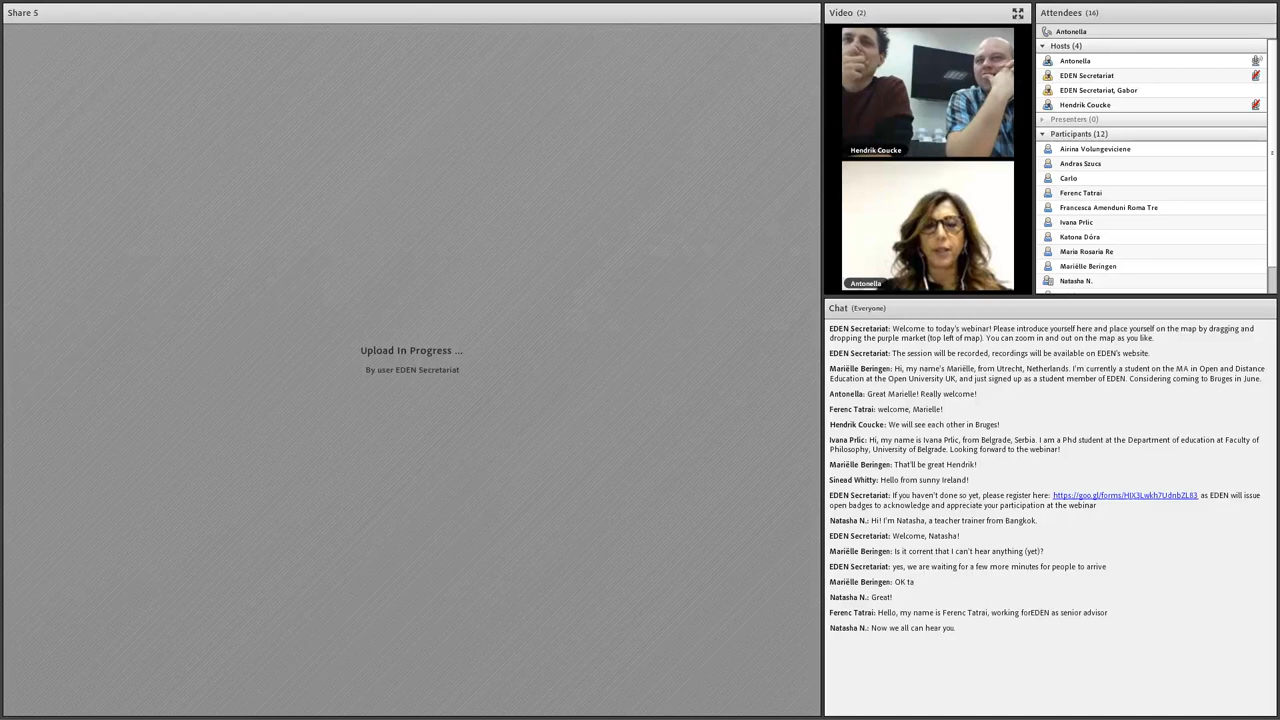 Share 5
Upload In Progress ...
By user EDEN Secretariat
Video (2)
Hendrik Coucke
Antonella
Attendees (16)
Antonella
Hosts (4)
Antonella
EDEN Secretariat
EDEN Secretariat, Gabor
Hendrik Coucke
Presenters (0)
Participants (12)
Airina Volungeviciene
Andras Szucs
Carlo
Ferenc Tatrai
Francesca Amenduni Roma Tre
Ivana Prlic
Katona Dóra
Maria Rosaria Re
Mariëlle Beringen
Natasha N.
Chat (Everyone)
EDEN Secretariat: Welcome to today's webinar! Please introduce yourself here and place yourself on the map by dragging and
dropping the purple market (top left of map). You can zoom in and out on the map as you like.
EDEN Secretariat: The session will be recorded, recordings will be available on EDEN's website.
Mariëlle Beringen: Hi, my name's Mariëlle, from Utrecht, Netherlands. I'm currently a student on the MA in Open and Distance
Education at the Open University UK, and just signed up as a student member of EDEN. Considering coming to Bruges in June.
Antonella: Great Marielle! Really welcome!
Ferenc Tatrai: welcome, Marielle!
Hendrik Coucke: We will see each other in Bruges!
Ivana Prlic: Hi, my name is Ivana Prlic, from Belgrade, Serbia. I am a Phd student at the Department of education at Faculty of
Philosophy, University of Belgrade. Looking forward to the webinar!
Mariëlle Beringen: That'll be great Hendrik!
Sinead Whitty: Hello from sunny Ireland!
EDEN Secretariat: If you haven't done so yet, please register here: https://goo.gl/forms/HIX3Lwkh7UdnbZL83 as EDEN will issue
open badges to acknowledge and appreciate your participation at the webinar
Natasha N.: Hi! I'm Natasha, a teacher trainer from Bangkok.
EDEN Secretariat: Welcome, Natasha!
Mariëlle Beringen: Is it corrent that I can't hear anything (yet)?
EDEN Secretariat: yes, we are waiting for a few more minutes for people to arrive
Mariëlle Beringen: OK ta
Natasha N.: Great!
Ferenc Tatrai: Hello, my name is Ferenc Tatrai, working forEDEN as senior advisor
Natasha N.: Now we all can hear you.